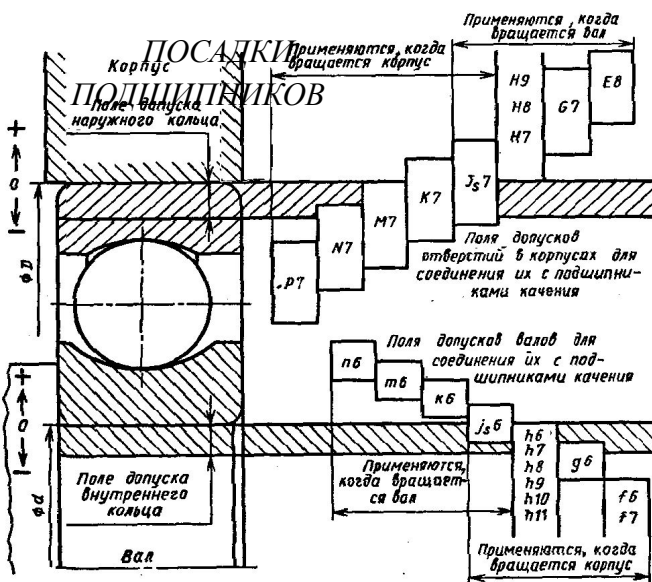 ПОСАДКИ
ПОДШИПНИКОВ
Корпус
Поле допуска
наружного кольца
Применяются, когда
вращается корпус
Применяются, когда
вращается вал
H9
H8
H7
G7
E8
Js7
K7
M7
N7
P7
+
0
-
φD
Поля допусков
отверстий в корпусах для
соединения их с подшипни-
ками качения
Поля допусков валов для
соединения их с под-
шипниками качения
n6
m6
к6
js6
h6
h7
h8
h9
h10
h11
g6
f6
f7
+
0
-
φd
Поле допуска
внутреннего
кольца
Применяются,
когда вращает-
ся вал
Вал
Применяются, когда
вращается корпус